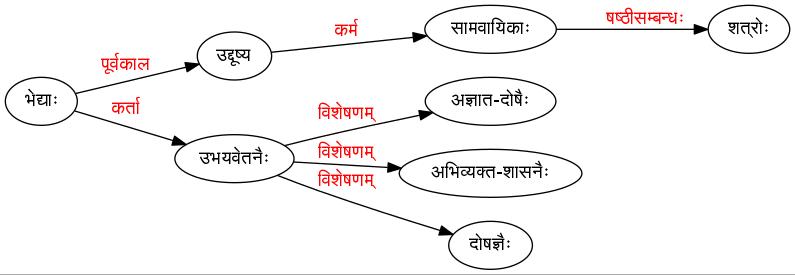 षष्ठीसम्बन्धः
शत्रोः
सामवायिकाः
कर्म
उद्दूष्य
पूर्वकाल
भेद्याः
कर्ता
अज्ञात-दोषैः
विशेषणम्
उभयवेतनैः
विशेषणम्
अभिव्यक्त-शासनैः
विशेषणम्
दोषज्ञैः